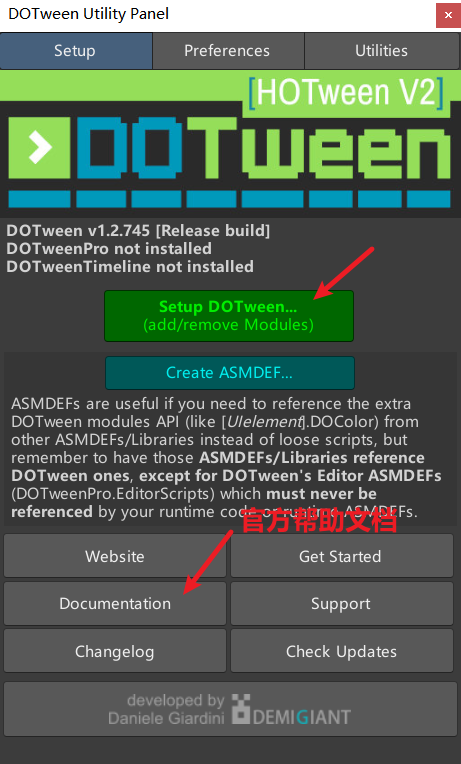 DOTween Utility Panel
Setup
Preferences
Utilities
[HOTween V2]
DOTween
DOTween v1.2.745 [Release build]
DOTweenPro not installed
DOTweenTimeline not installed
Setup DOTween...
(add/remove Modules)
Create ASMDEF...
ASMDEFs are useful if you need to reference the extra
DOTween modules API (like [UIelement].DOColor) from
other ASMDEFs/Libraries instead of loose scripts, but
remember to have those ASMDEFs/Libraries reference
DOTween ones, except for DOTween's Editor ASMDEFs
(DOTweenPro.EditorScripts) which must never be
referenced by your runtime code or runtime ASMDEFs.
官方帮助文档
Website
Get Started
Documentation
Support
Changelog
Check Updates
developed by
Daniele Giardini
DEMIGIANT